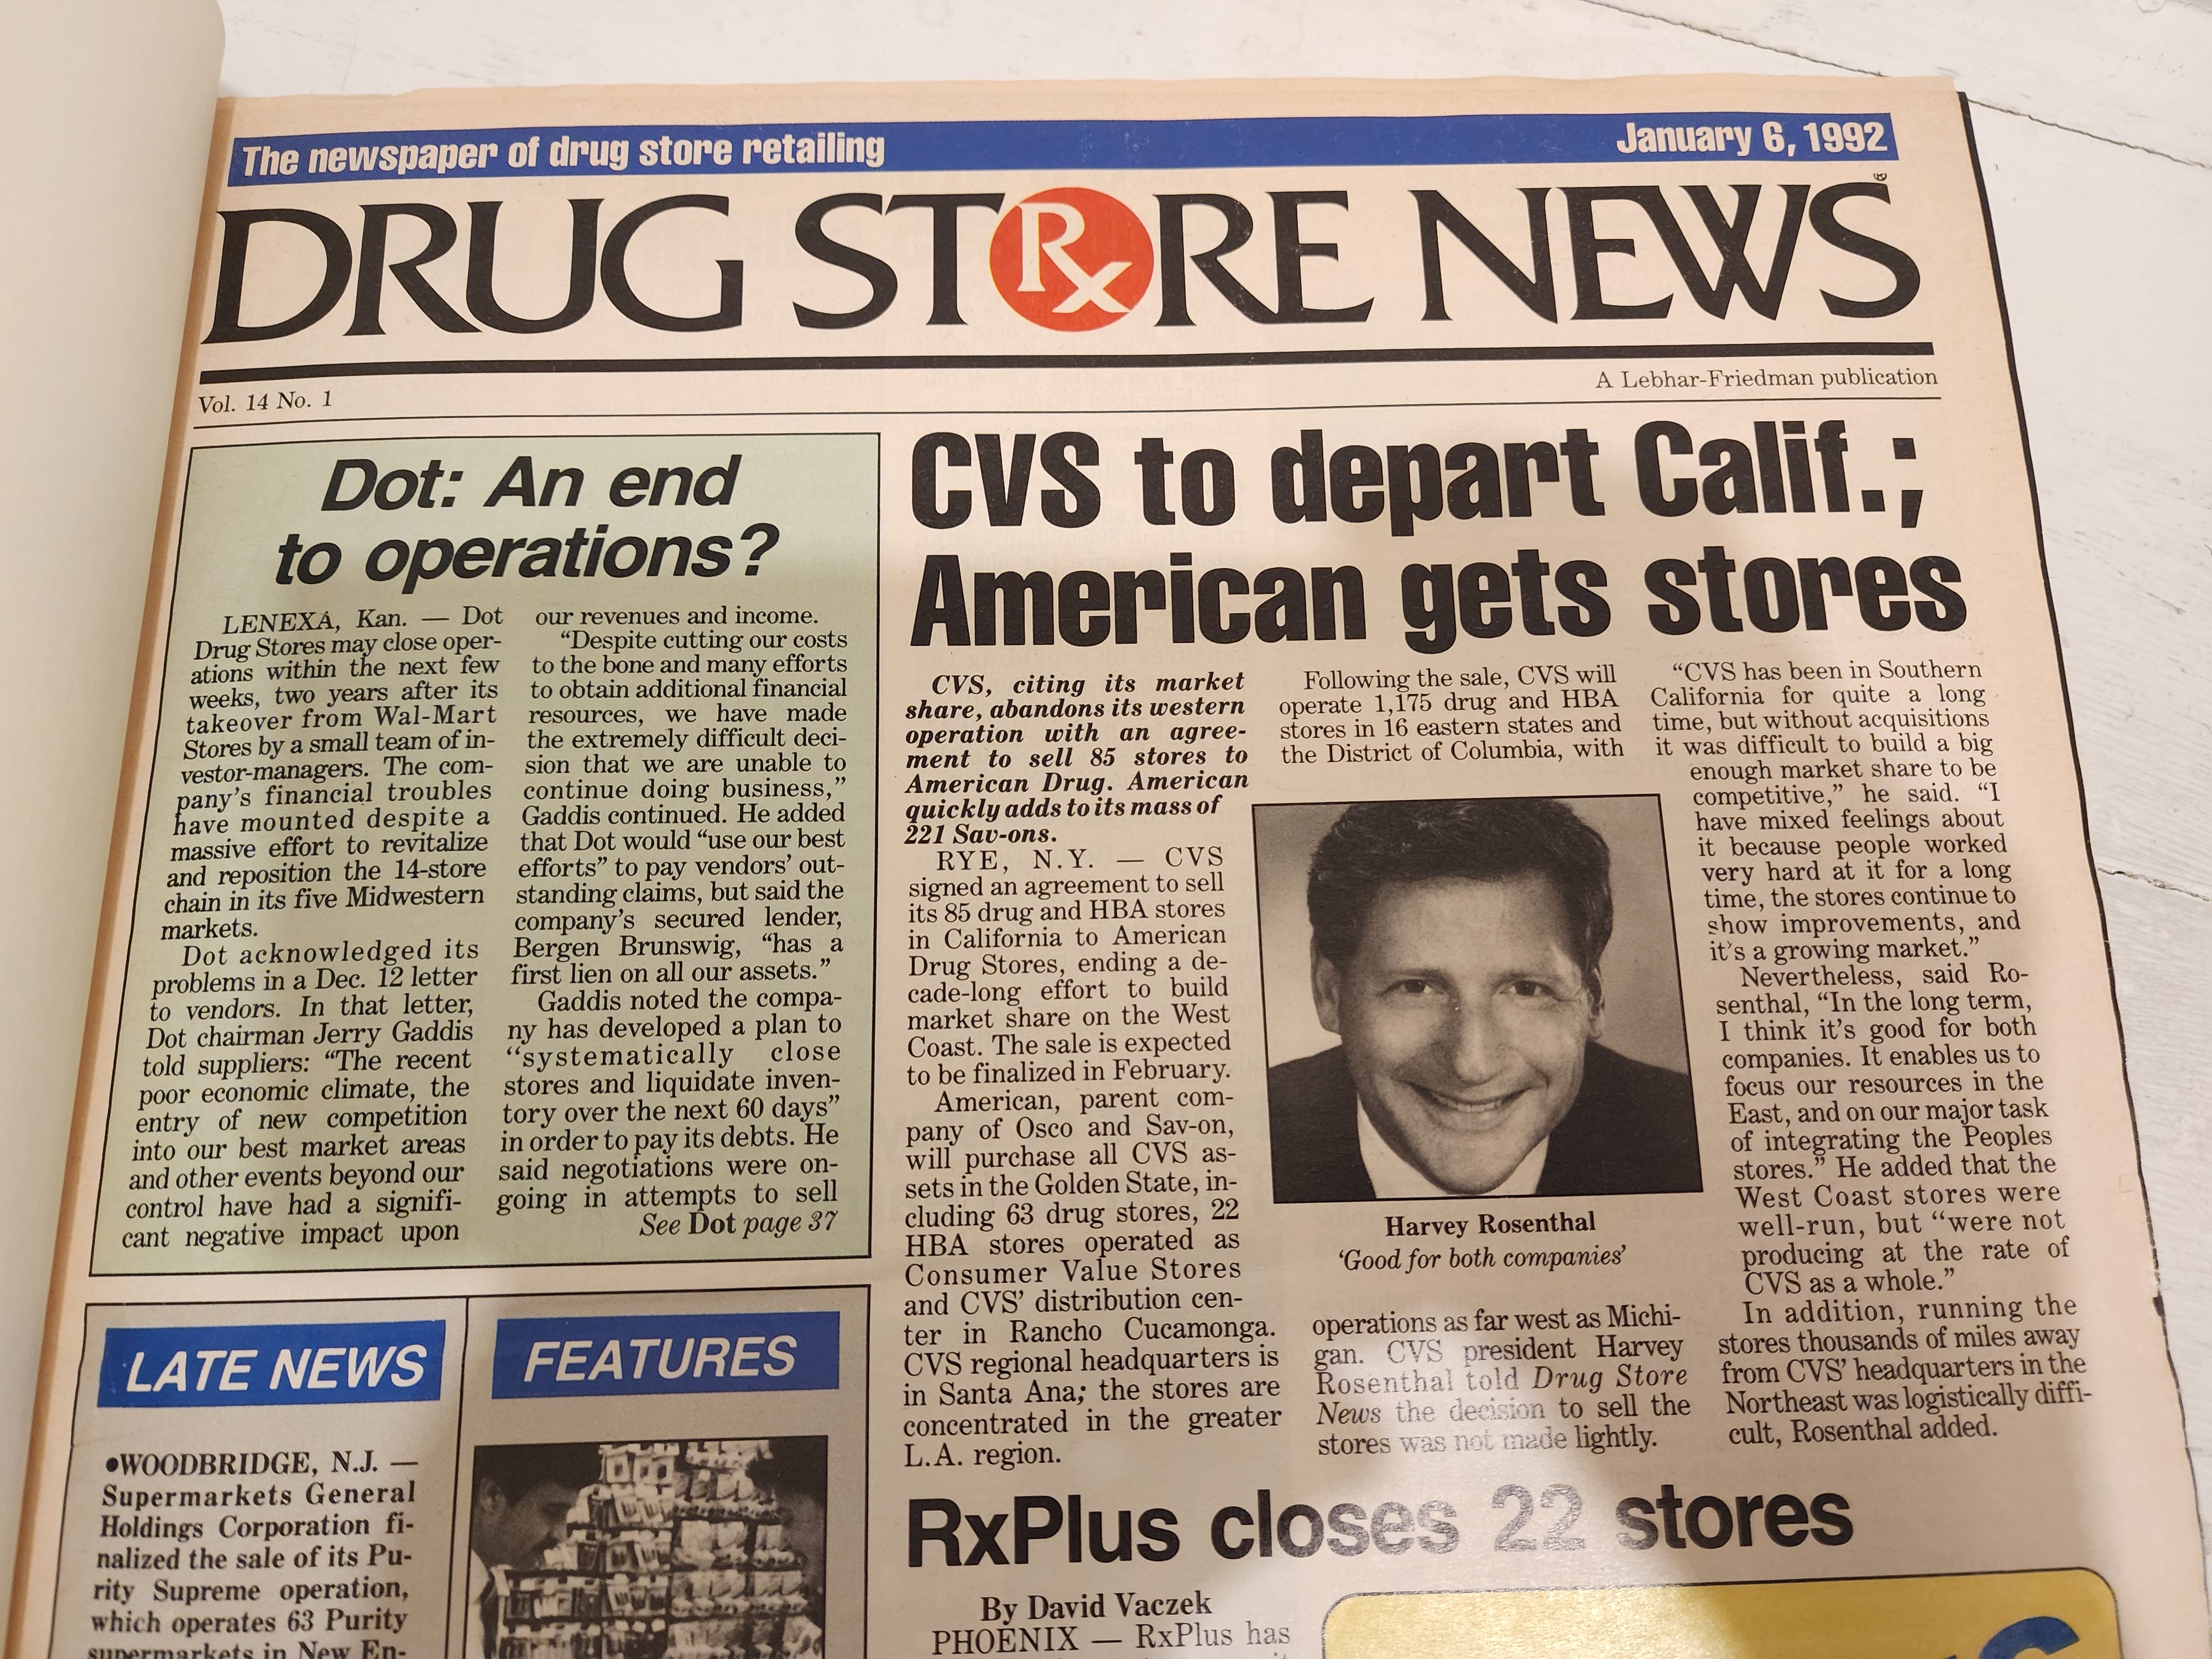 The newspaper of drug store retailing
January 6, 1992
DRUG STORE NEWS
Rx
®
Vol. 14 No. 1
A Lebhar-Friedman publication
Dot: An end
to operations?
LENEXA, Kan. — Dot
Drug Stores may close oper-
ations within the next few
weeks, two years after its
takeover from Wal-Mart
Stores by a small team of in-
vestor-managers. The com-
pany's financial troubles
have mounted despite a
massive effort to revitalize
and reposition the 14-store
chain in its five Midwestern
markets.
Dot acknowledged its
problems in a Dec. 12 letter
to vendors. In that letter,
Dot chairman Jerry Gaddis
told suppliers: “The recent
poor economic climate, the
entry of new competition
into our best market areas
and other events beyond our
control have had a signifi-
cant negative impact upon
our revenues and income.
“Despite cutting our costs
to the bone and many efforts
to obtain additional financial
resources, we have made
the extremely difficult deci-
sion that we are unable to
continue doing business,”
Gaddis continued. He added
that Dot would “use our best
efforts” to pay vendors’ out-
standing claims, but said the
company’s secured lender,
Bergen Brunswig, “has a
first lien on all our assets.”
Gaddis noted the compa-
ny has developed a plan to
“systematically close
stores and liquidate inven-
tory over the next 60 days”
in order to pay its debts. He
said negotiations were on-
going in attempts to sell
See Dot page 37
CVS to depart Calif.;
American gets stores
CVS, citing its market
share, abandons its western
operation with an agree-
ment to sell 85 stores to
American Drug. American
quickly adds to its mass of
221 Sav-ons.
RYE, N.Y. — CVS
signed an agreement to sell
its 85 drug and HBA stores
in California to American
Drug Stores, ending a de-
cade-long effort to build
market share on the West
Coast. The sale is expected
to be finalized in February.
American, parent com-
pany of Osco and Sav-on,
will purchase all CVS as-
sets in the Golden State, in-
cluding 63 drug stores, 22
HBA stores operated as
Consumer Value Stores
and CVS’ distribution cen-
ter in Rancho Cucamonga.
CVS regional headquarters is
in Santa Ana; the stores are
concentrated in the greater
L.A. region.
Following the sale, CVS will
operate 1,175 drug and HBA
stores in 16 eastern states and
the District of Columbia, with
Harvey Rosenthal
‘Good for both companies’
operations as far west as Michi-
gan. CVS president Harvey
Rosenthal told Drug Store
News the decision to sell the
stores was not made lightly.
“CVS has been in Southern
California for quite a long
time, but without acquisitions
it was difficult to build a big
enough market share to be
competitive,” he said. “I
have mixed feelings about
it because people worked
very hard at it for a long
time, the stores continue to
show improvements, and
it’s a growing market.”
Nevertheless, said Ro-
senthal, “In the long term,
I think it’s good for both
companies. It enables us to
focus our resources in the
East, and on our major task
of integrating the Peoples
stores.” He added that the
West Coast stores were
well-run, but “were not
producing at the rate of
CVS as a whole.”
In addition, running the
stores thousands of miles away
from CVS’ headquarters in the
Northeast was logistically diffi-
cult, Rosenthal added.
LATE NEWS
•WOODBRIDGE, N.J. —
Supermarkets General
Holdings Corporation fi-
nalized the sale of its Pu-
rity Supreme operation,
which operates 63 Purity
supermarkets in New En-
FEATURES
RxPlus closes 22 stores
By David Vaczek
PHOENIX — RxPlus has